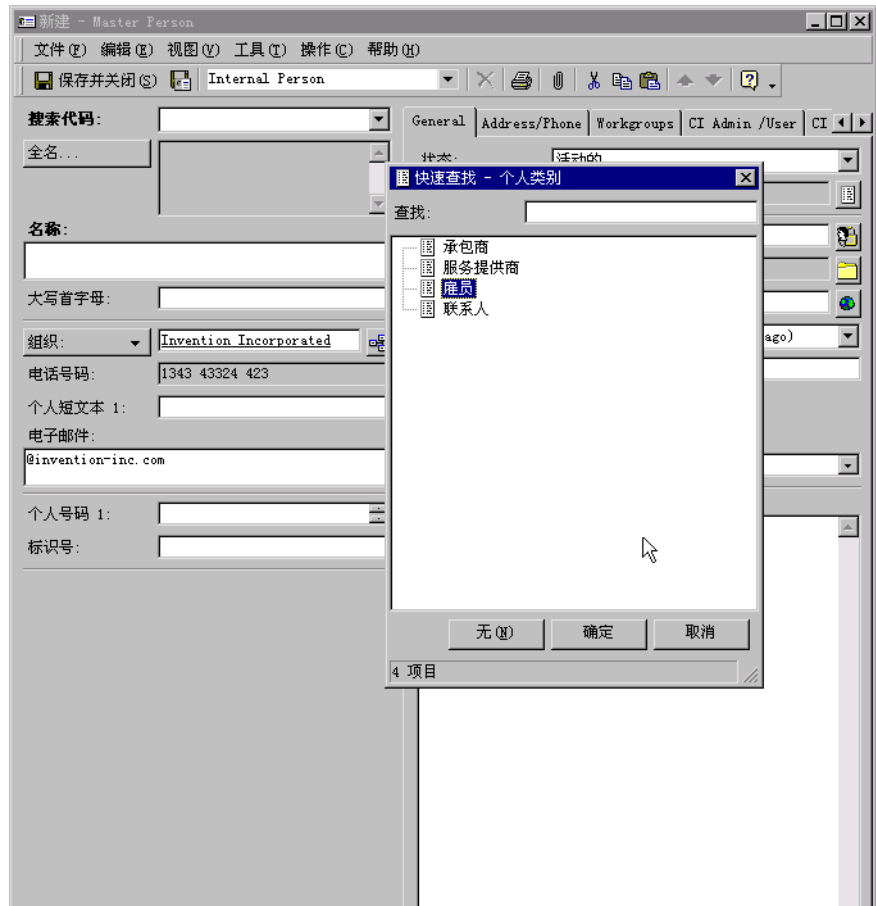 新建 - Master Person
文件(F) 编辑(E) 视图(V) 工具(T) 操作(C) 帮助(H)
保存并关闭(S) Internal Person
搜索代码:
全名...
名称:
大写首字母:
组织: Invention Incorporated
电话号码: 1343 43324 423
个人短文本 1:
电子邮件:
@invention-inc.com
个人号码 1:
标识号:
General Address/Phone Workgroups CI Admin /User CI
状态: 活动的
ago)
快速查找 - 个人类别
查找:
承包商
服务提供商
雇员
联系人
无(N) 确定 取消
4 项目